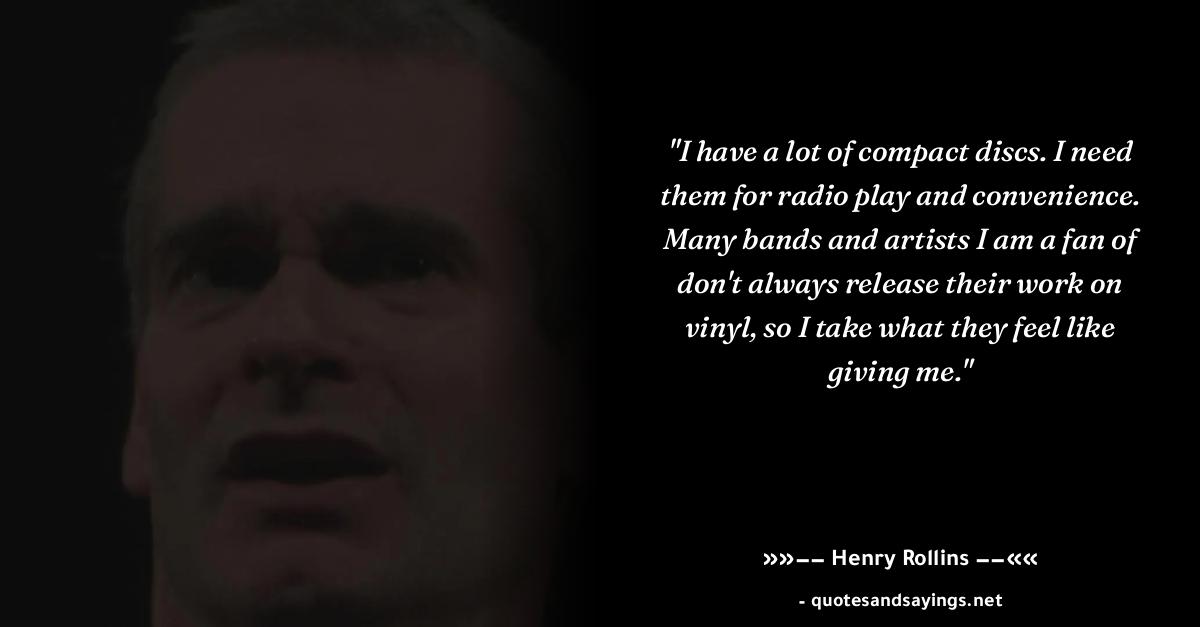 "I have a lot of compact discs. I need
them for radio play and convenience.
Many bands and artists I am a fan of
don't always release their work on
vinyl, so I take what they feel like
giving me."
»»−− Henry Rollins −−««
- quotesandsayings.net